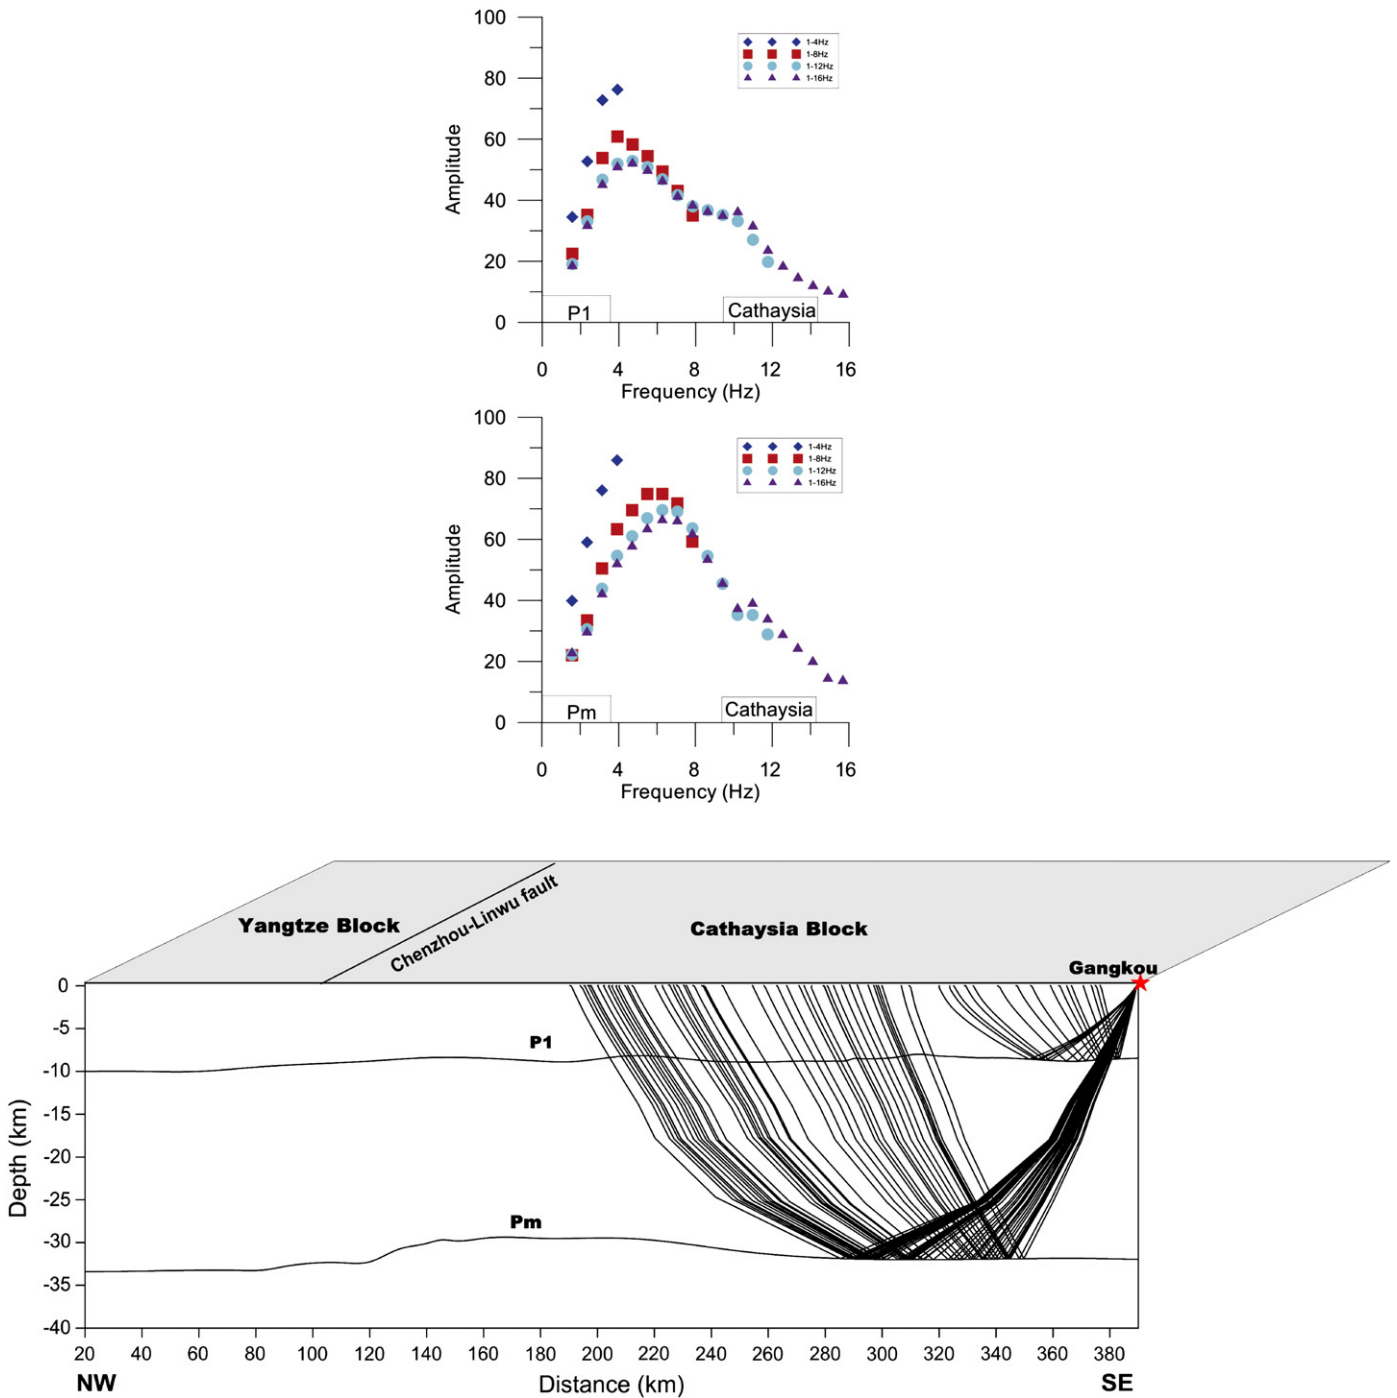 100
80
60
40
20
0
Amplitude
1-4Hz
1-8Hz
1-12Hz
1-16Hz
P1
Cathaysia
0 4 8 12 16
Frequency (Hz)
100
80
60
40
20
0
Amplitude
1-4Hz
1-8Hz
1-12Hz
1-16Hz
Pm
Cathaysia
0 4 8 12 16
Frequency (Hz)
Yangtze Block
Chenzhou-Linwu fault
Cathaysia Block
Gangkou
0
-5
-10
-15
-20
-25
-30
-35
-40
Depth (km)
P1
Pm
20 40 60 80 100 120 140 160 180 200 220 240 260 280 300 320 340 360 380
NW
Distance (km)
SE